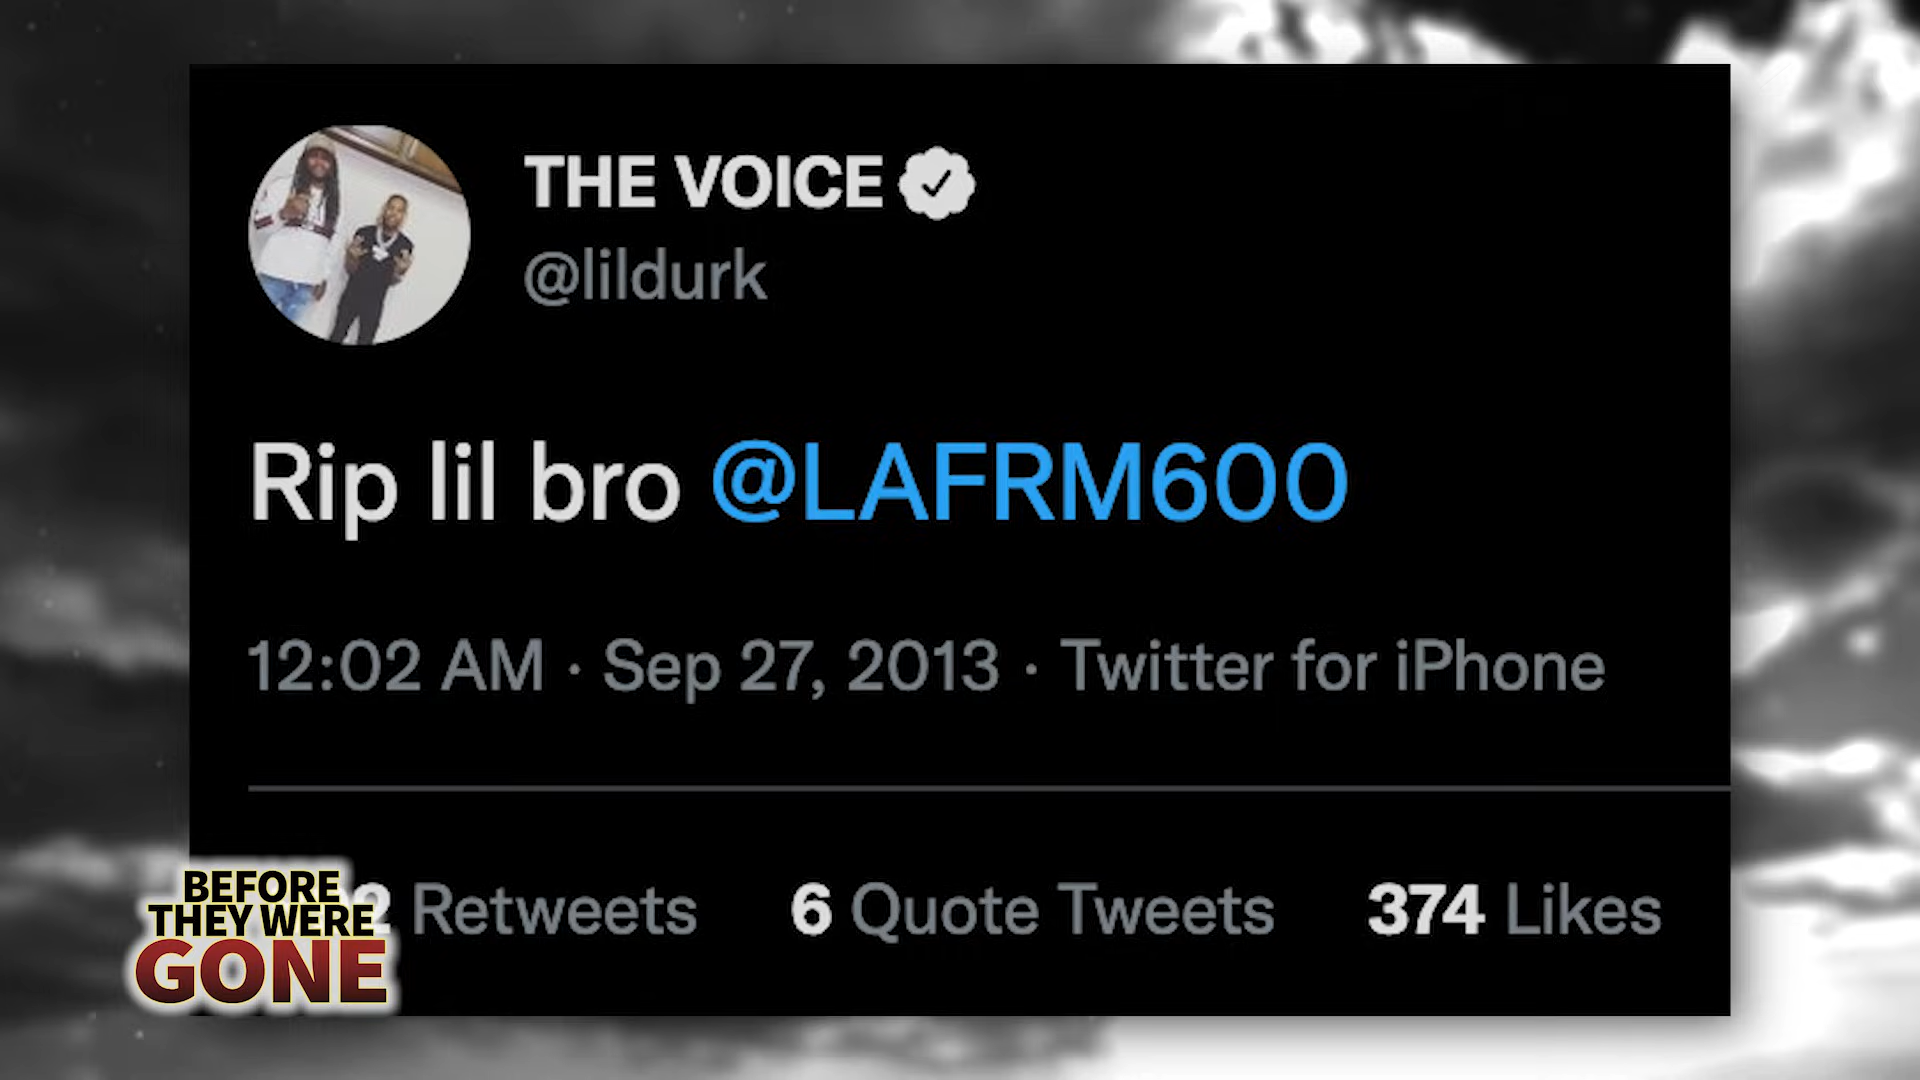 THE VOICE
@lildurk
Rip lil bro @LAFRM600
12:02 AM · Sep 27, 2013 · Twitter for iPhone
Retweets 6 Quote Tweets 374 Likes
BEFORE
THEY WERE
GONE